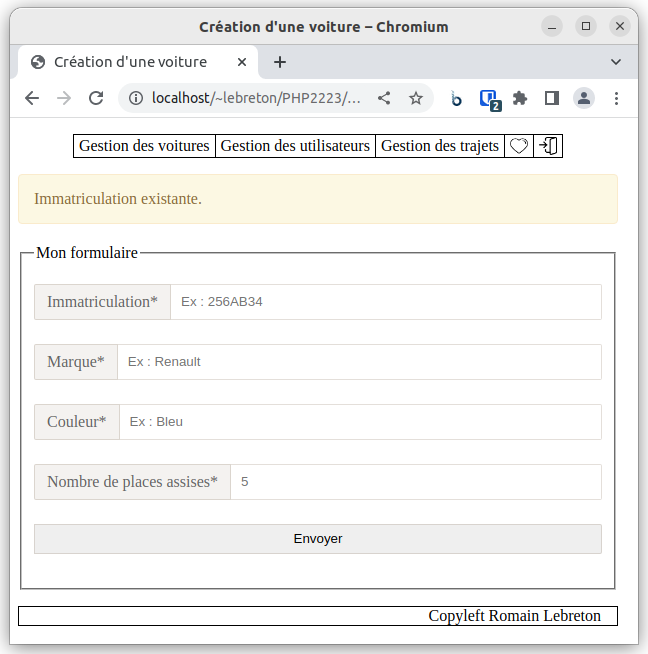 Création d'une voiture – Chromium
Création d'une voiture
localhost/~lebreton/PHP2223/…
2
Gestion des voitures Gestion des utilisateurs Gestion des trajets
Immatriculation existante.
Mon formulaire
Immatriculation* Ex : 256AB34
Marque* Ex : Renault
Couleur* Ex : Bleu
Nombre de places assises* 5
Envoyer
Copyleft Romain Lebreton